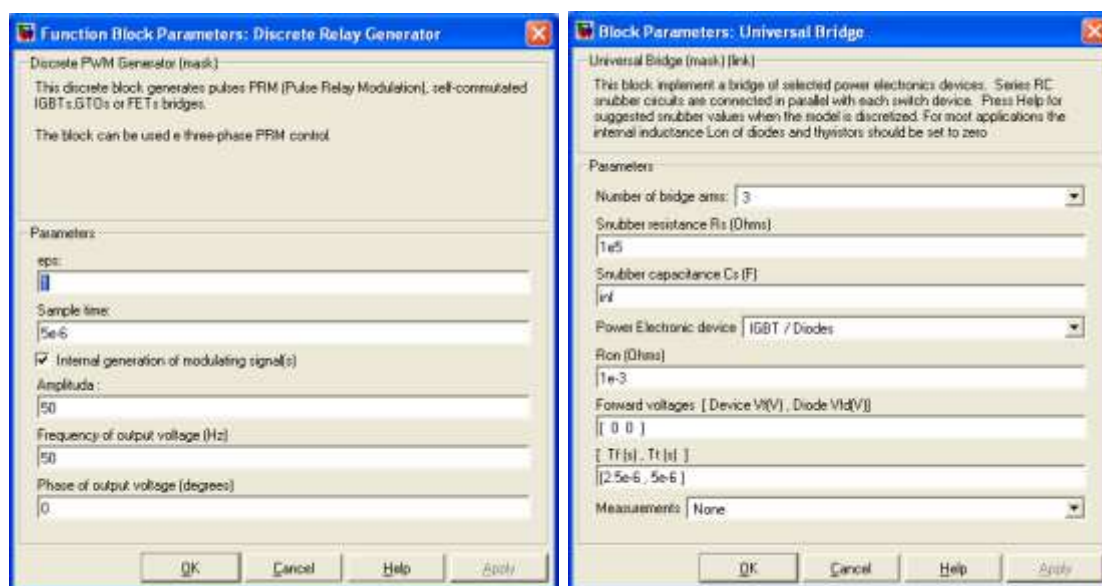 Function Block Parameters: Discrete Relay Generator
Discrete PWM Generator (mask)
This discrete block generates pulses PRM (Pulse Relay Modulation), self-commutated
IGBTs,GTOs or FETs bridges.
The block can be used e three-phase PRM control
Parameters
eps:
Sample time:
5e-6
Internal generation of modulating signal(s)
Amplituda :
50
Frequency of output voltage (Hz)
50
Phase of output voltage (degrees)
0
OK
Cancel
Help
Apply
Block Parameters: Universal Bridge
Universal Bridge (mask) (link)
This block implement a bridge of selected power electronics devices. Series RC
snubber circuits are connected in parallel with each switch device. Press Help for
suggested snubber values when the model is discretized. For most applications the
internal inductance Lon of diodes and thyristors should be set to zero
Parameters
Number of bridge arms: 3
Snubber resistance Rs (Ohms)
1e5
Snubber capacitance Cs (F)
inf
Power Electronic device IGBT / Diodes
Ron (Ohms)
1e-3
Forward voltages [ Device Vf(V) , Diode Vfd(V)]
[ 0 0 ]
[ Tf (s) , Tt (s) ]
[2.5e-6 , 5e-6 ]
Measurements None
OK
Cancel
Help
Apply